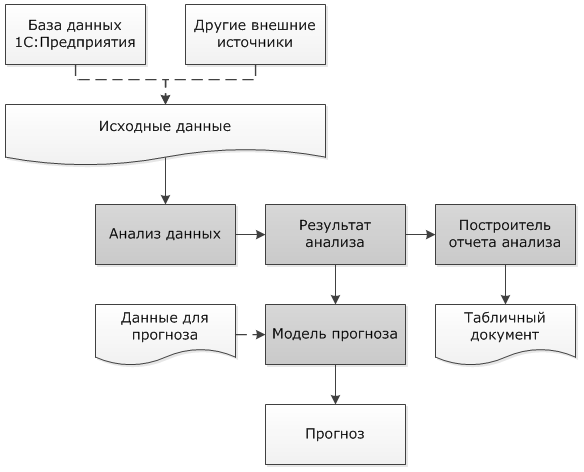 База данных
1С:Предприятия
Другие внешние
источники
Исходные данные
Анализ данных
Результат
анализа
Построитель
отчета анализа
Данные для
прогноза
Модель прогноза
Табличный
документ
Прогноз